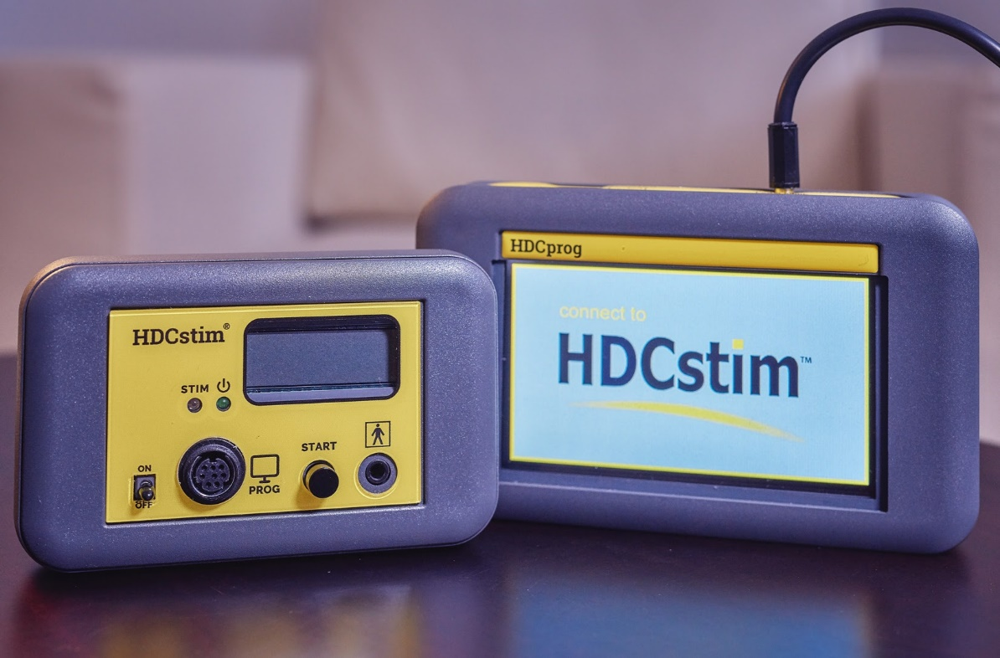 HDCstim®
STIM
ON
OFF
PROG
START
HDCprog
connect to
HDCstim™